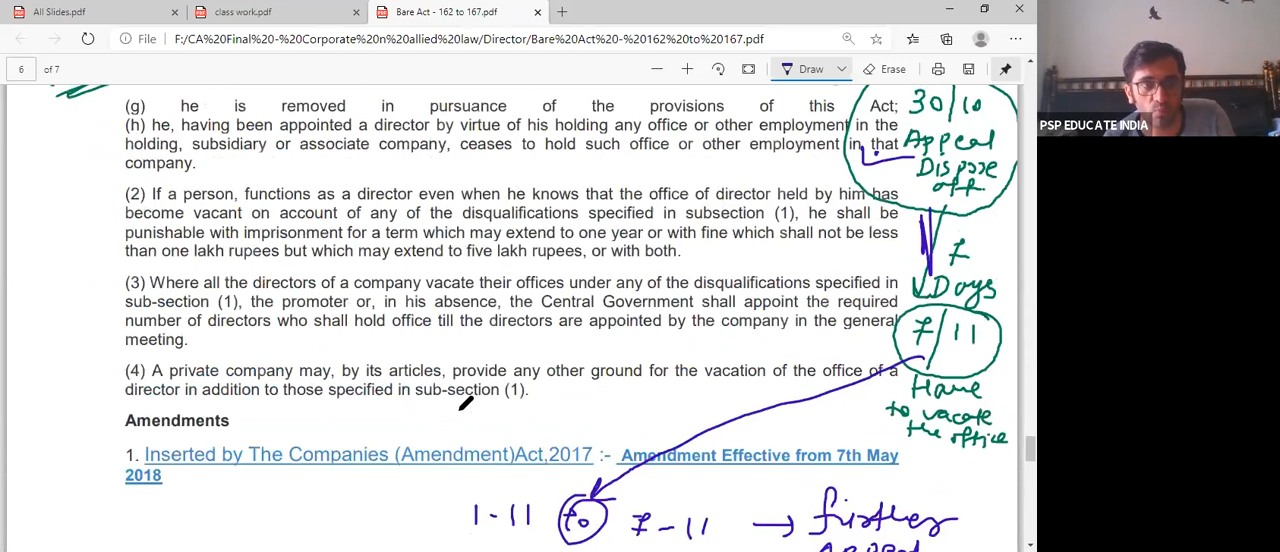 All Slides.pdf
class work.pdf
Bare Act - 162 to 167.pdf
File
F:/CA%20Final%20-%20Corporate%20n%20allied%20law/Director/Bare%20Act%20-%20162%20to%20167.pdf
6 of 7
Draw
Erase
PSP EDUCATE INDIA
(g) he is removed in pursuance of the provisions of this Act;
(h) he, having been appointed a director by virtue of his holding any office or other employment in the
holding, subsidiary or associate company, ceases to hold such office or other employment in that
company.
(2) If a person, functions as a director even when he knows that the office of director held by him has
become vacant on account of any of the disqualifications specified in subsection (1), he shall be
punishable with imprisonment for a term which may extend to one year or with fine which shall not be less
than one lakh rupees but which may extend to five lakh rupees, or with both.
(3) Where all the directors of a company vacate their offices under any of the disqualifications specified in
sub-section (1), the promoter or, in his absence, the Central Government shall appoint the required
number of directors who shall hold office till the directors are appointed by the company in the general
meeting.
(4) A private company may, by its articles, provide any other ground for the vacation of the office of a
director in addition to those specified in sub-section (1).
Amendments
1. Inserted by The Companies (Amendment)Act,2017 :- Amendment Effective from 7th May
2018
30/10
Appeal
Dispose
off
7
Days
7/11
Have
to vacate
the office
1-11 to 7-11 → further
appeal